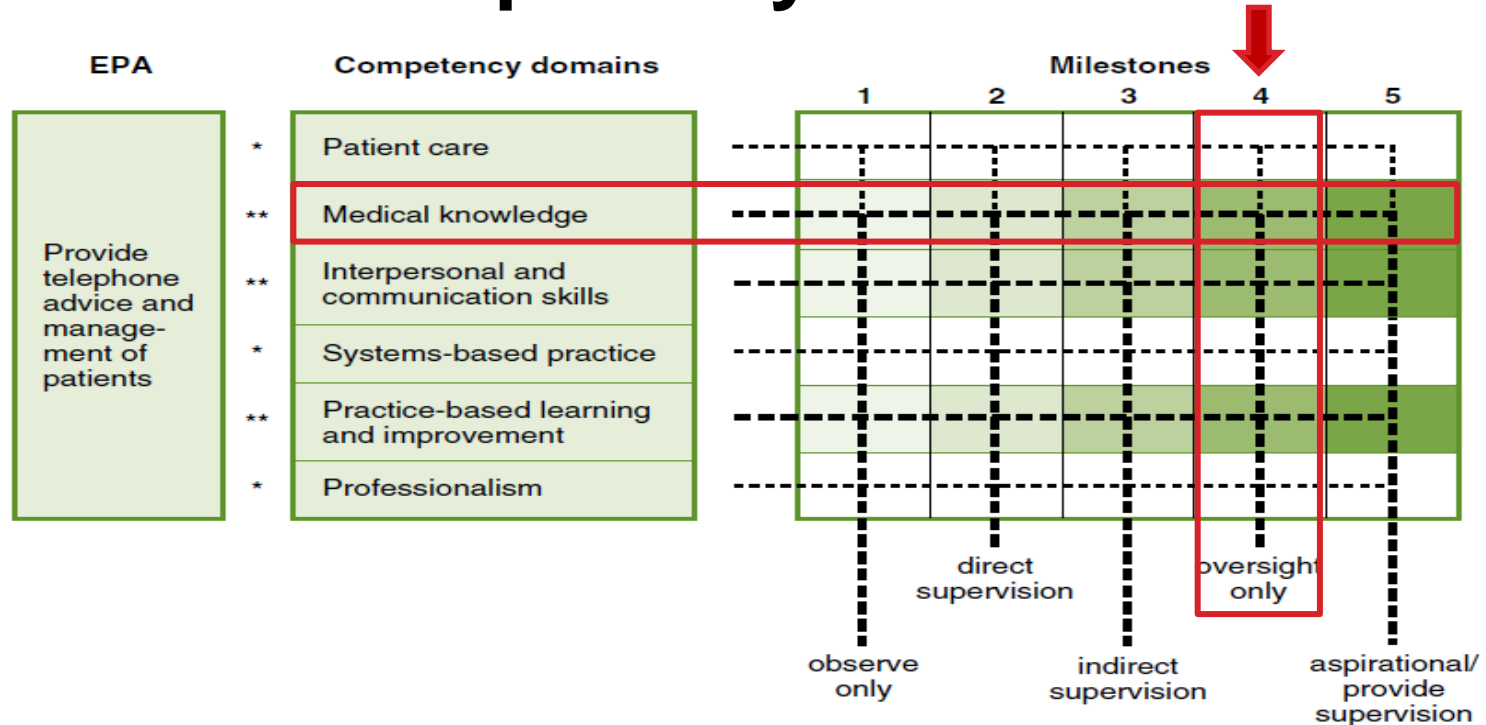 EPA
Competency domains
Milestones
1 2 3 4 5
Provide
telephone
advice and
manage-
ment of
patients
* Patient care
** Medical knowledge
** Interpersonal and
communication skills
* Systems-based practice
** Practice-based learning
and improvement
* Professionalism
direct
supervision
oversight
only
observe
only
indirect
supervision
aspirational/
provide
supervision